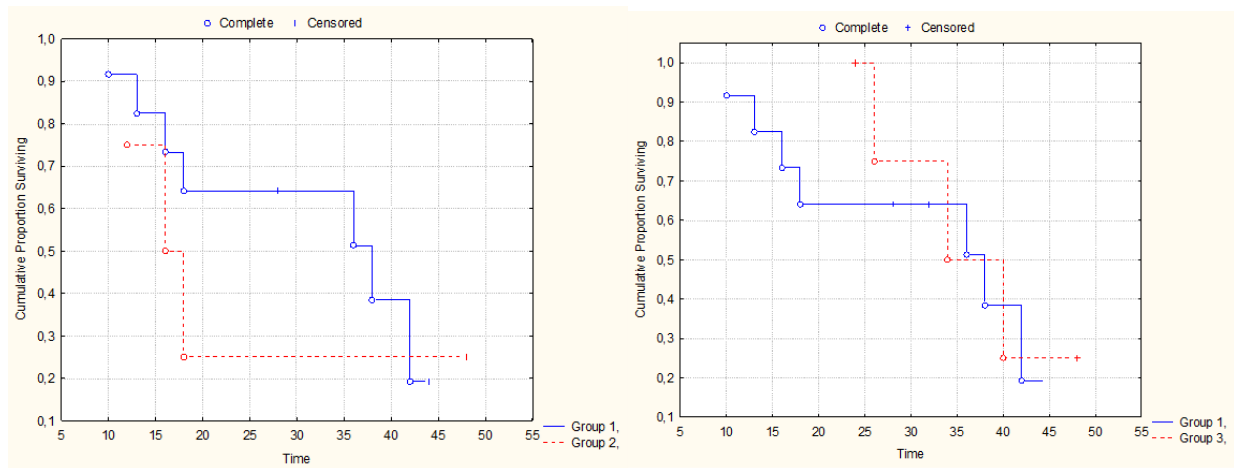 Complete Censored
1,0
0,9
0,8
0,7
0,6
0,5
0,4
0,3
0,2
0,1
Cumulative Proportion Surviving
5 10 15 20 25 30 35 40 45 50 55
Time
Group 1,
Group 2,
Complete Censored
1,0
0,9
0,8
0,7
0,6
0,5
0,4
0,3
0,2
0,1
Cumulative Proportion Surviving
5 10 15 20 25 30 35 40 45 50 55
Time
Group 1,
Group 3,